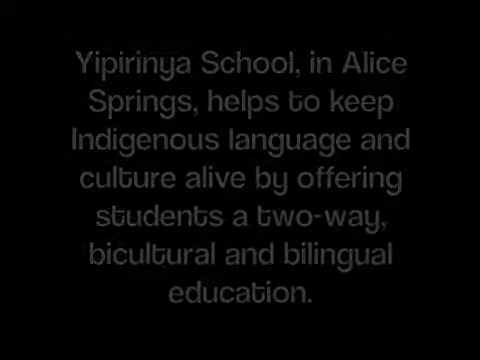 Yipirinya School, in Alice
Springs, helps to keep
Indigenous language and
culture alive by offering
students a two-way,
bicultural and bilingual
education.